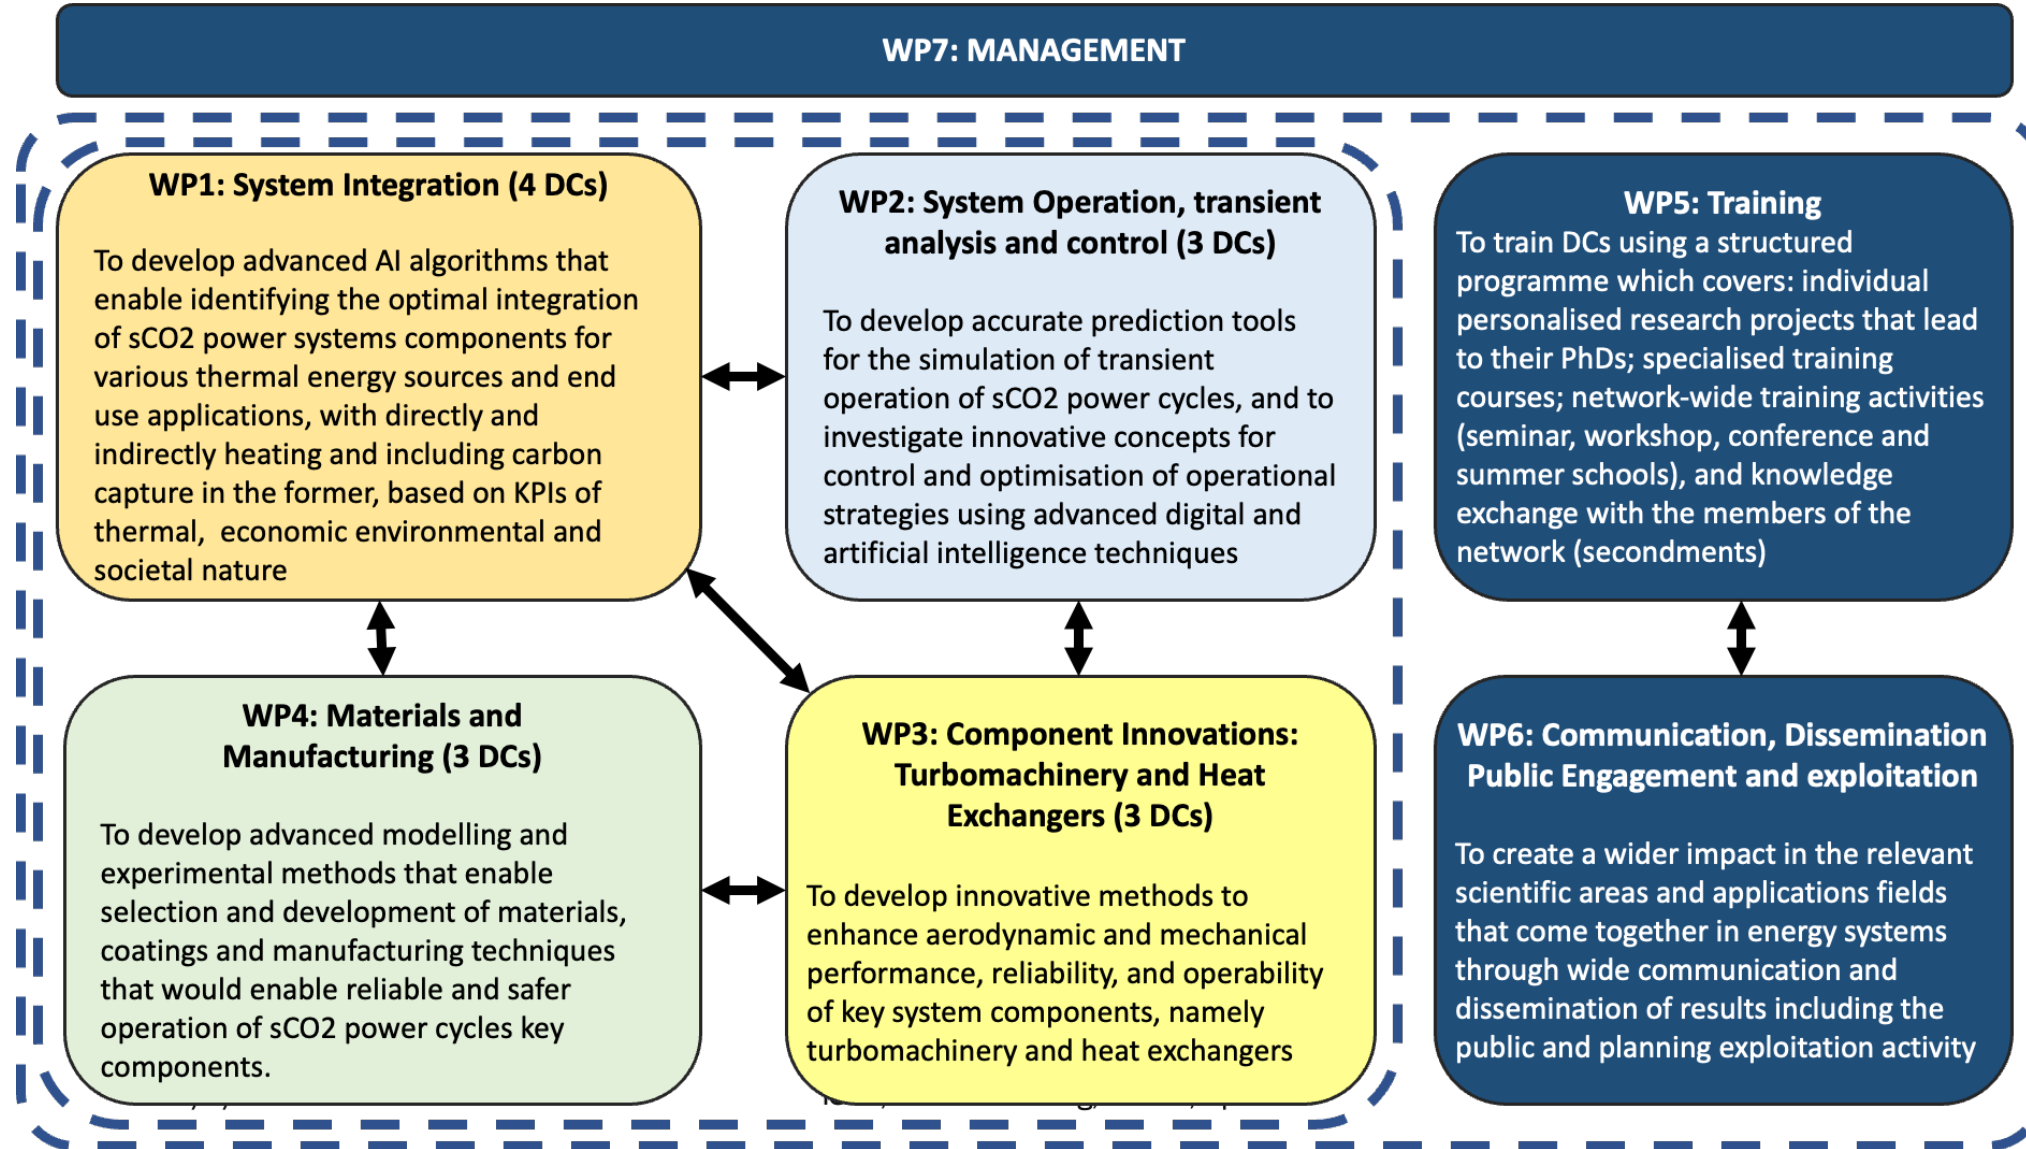 WP7: MANAGEMENT
WP1: System Integration (4 DCs)
To develop advanced AI algorithms that
enable identifying the optimal integration
of sCO2 power systems components for
various thermal energy sources and end
use applications, with directly and
indirectly heating and including carbon
capture in the former, based on KPIs of
thermal,  economic environmental and
societal nature
WP2: System Operation, transient
analysis and control (3 DCs)
To develop accurate prediction tools
for the simulation of transient
operation of sCO2 power cycles, and to
investigate innovative concepts for
control and optimisation of operational
strategies using advanced digital and
artificial intelligence techniques
WP5: Training
To train DCs using a structured
programme which covers: individual
personalised research projects that lead
to their PhDs; specialised training
courses; network-wide training activities
(seminar, workshop, conference and
summer schools), and knowledge
exchange with the members of the
network (secondments)
WP4: Materials and
Manufacturing (3 DCs)
To develop advanced modelling and
experimental methods that enable
selection and development of materials,
coatings and manufacturing techniques
that would enable reliable and safer
operation of sCO2 power cycles key
components.
WP3: Component Innovations:
Turbomachinery and Heat
Exchangers (3 DCs)
To develop innovative methods to
enhance aerodynamic and mechanical
performance, reliability, and operability
of key system components, namely
turbomachinery and heat exchangers
WP6: Communication, Dissemination
Public Engagement and exploitation
To create a wider impact in the relevant
scientific areas and applications fields
that come together in energy systems
through wide communication and
dissemination of results including the
public and planning exploitation activity